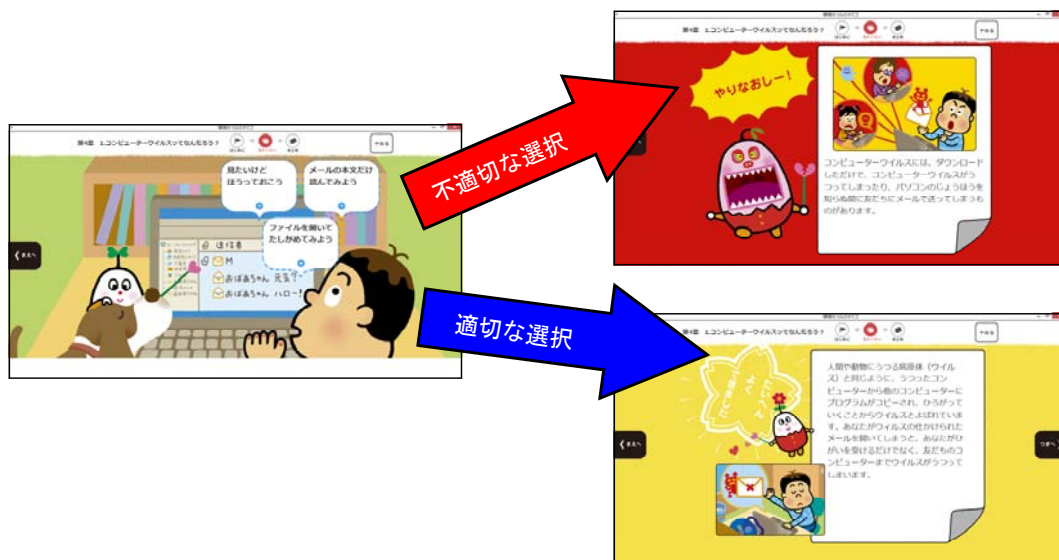 第4話 1.コンピューターウイルスってなんだろう？
やめる
見たいけど
ほうっておこう
メールの本文だけ
読んでみよう
ファイルを開いて
たしかめてみよう
送信者
M
おばあちゃん 元気?ー
おばあちゃん ハロー!
まえへ
不適切な選択
適切な選択
第4話 1.コンピューターウイルスってなんだろう？
やめる
やりなおしー！
コンピューターウイルスには、ダウンロード
しただけで、コンピューターウイルスがう
つってしまったり、パソコンのじょうほうを
知らぬ間に友だちにメールで送ってしまうも
のがあります。
第4話 1.コンピューターウイルスってなんだろう？
やめる
人間や動物にうつる病原体（ウイル
ス）と同じように、うつったコン
ピューターから他のコンピューターに
プログラムがコピーされ、ひろがって
いくことからウイルスとよばれていま
す。あなたがウィルスの仕かけられた
メールを開いてしまうと、あなたがひ
がいを受けるだけでなく、友だちのコ
ンピューターまでウイルスがうつって
しまいます。
まえへ
つぎへ